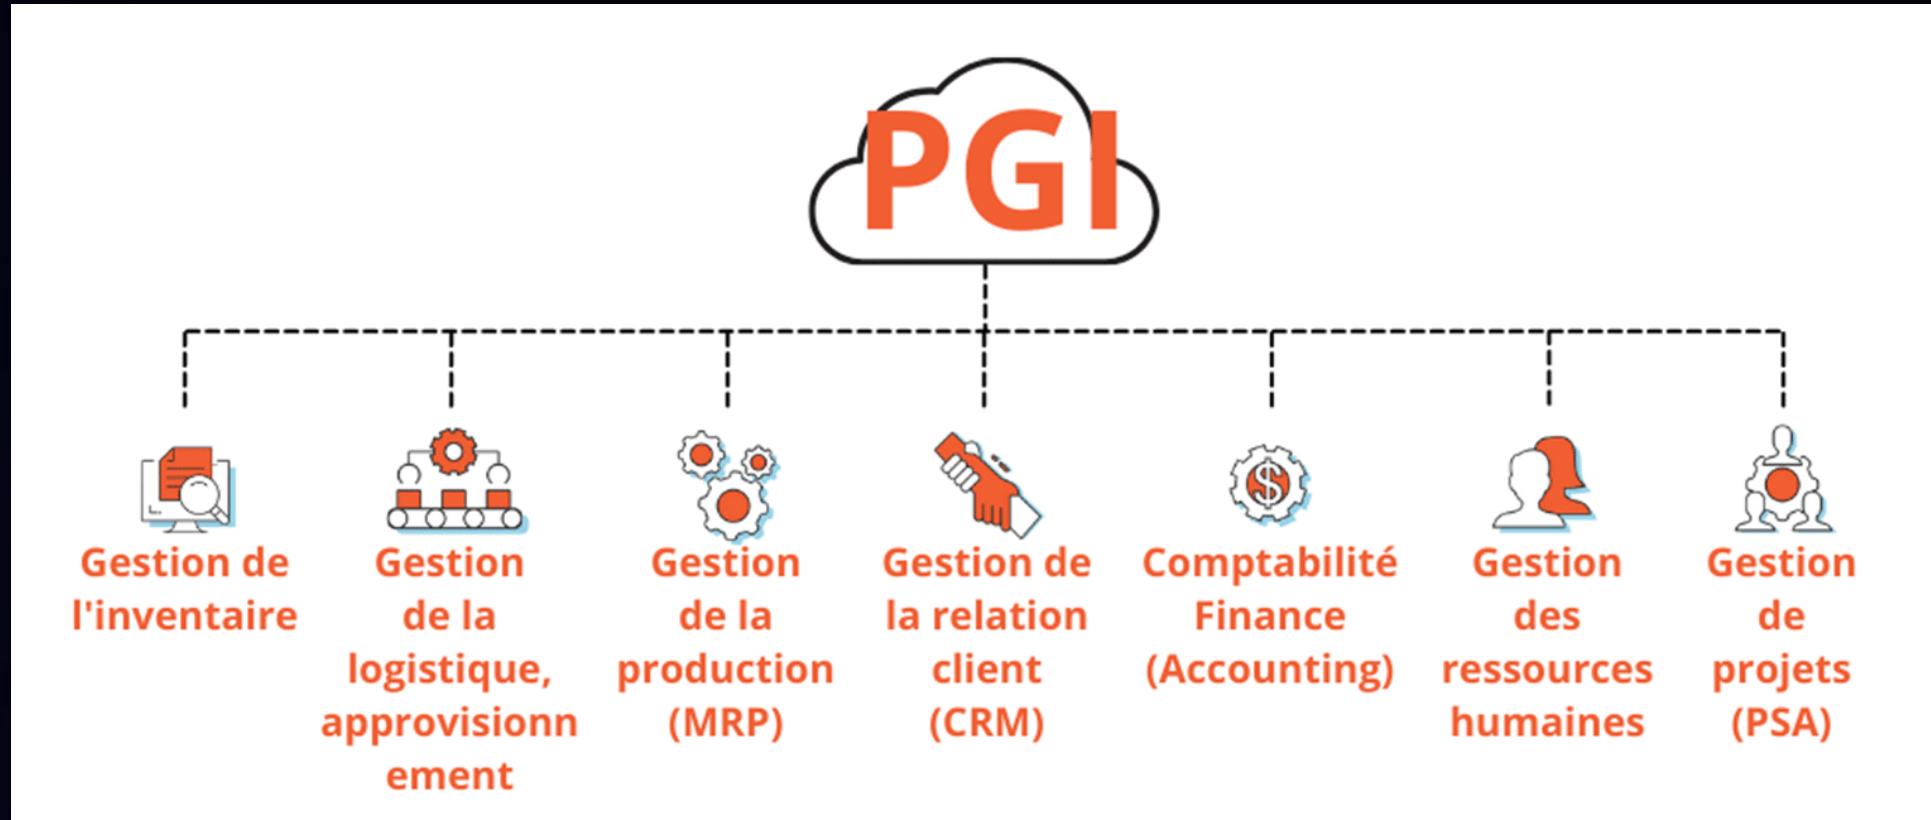 PGI
Gestion de
l'inventaire
Gestion
de la
logistique,
approvisionn
ement
Gestion
de la
production
(MRP)
Gestion de
la relation
client
(CRM)
Comptabilité
Finance
(Accounting)
Gestion
des
ressources
humaines
Gestion
de
projets
(PSA)